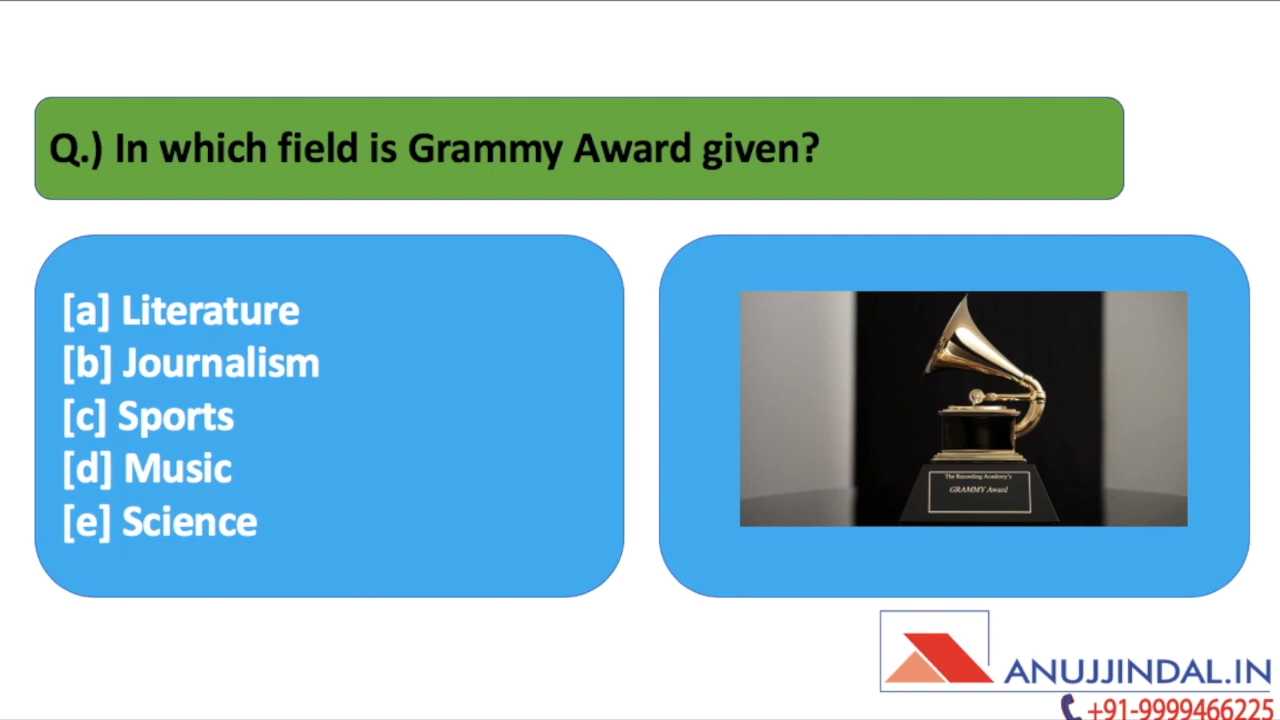 Q.) In which field is Grammy Award given?
[a] Literature
[b] Journalism
[c] Sports
[d] Music
[e] Science
The Recording Academy's
GRAMMY Award
ANUJJINDAL.IN
+91-9999466225